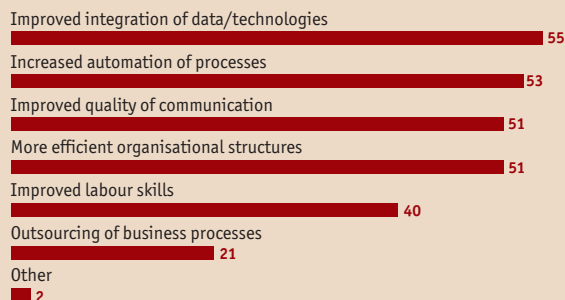 Improved integration of data/technologies
55
Increased automation of processes
53
Improved quality of communication
51
More efficient organisational structures
51
Improved labour skills
40
Outsourcing of business processes
21
Other
2